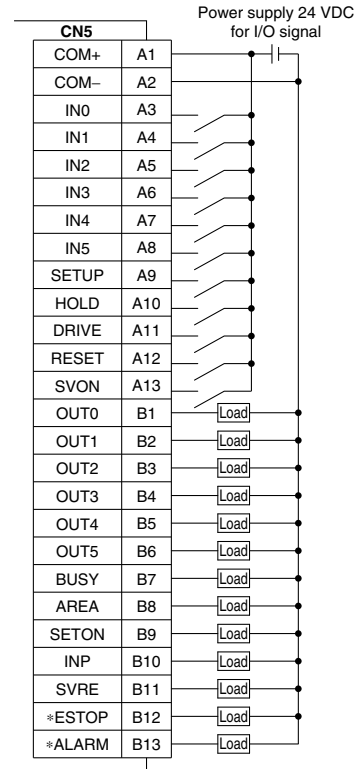 Power supply 24 VDC
for I/O signal
CN5
COM+ A1
COM− A2
IN0 A3
IN1 A4
IN2 A5
IN3 A6
IN4 A7
IN5 A8
SETUP A9
HOLD A10
DRIVE A11
RESET A12
SVON A13
OUT0 B1 Load
OUT1 B2 Load
OUT2 B3 Load
OUT3 B4 Load
OUT4 B5 Load
OUT5 B6 Load
BUSY B7 Load
AREA B8 Load
SETON B9 Load
INP B10 Load
SVRE B11 Load
∗ESTOP B12 Load
∗ALARM B13 Load